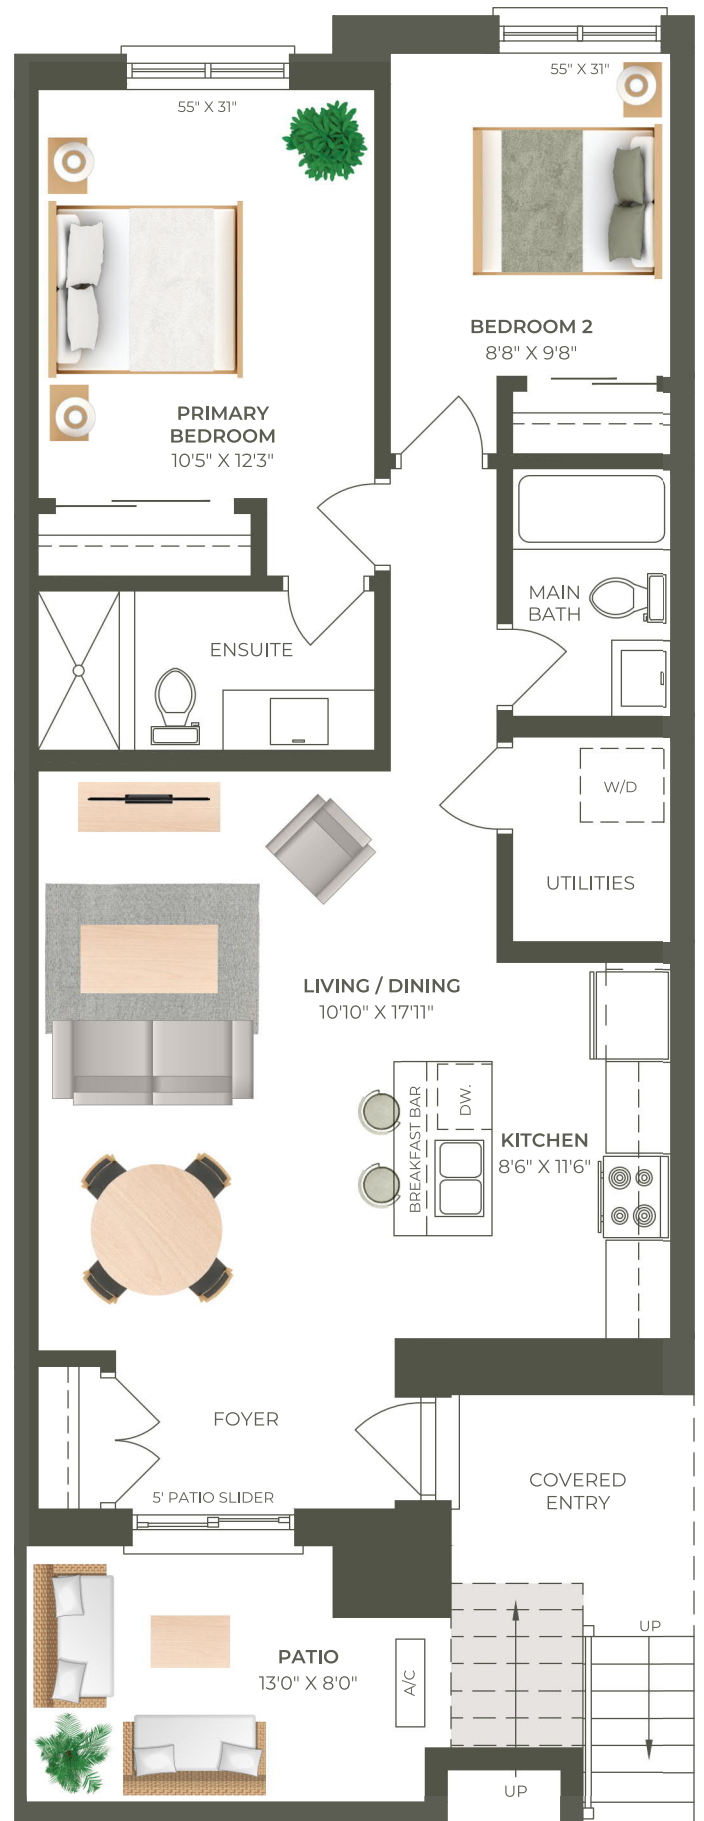 55" X 31"
55" X 31"
BEDROOM 2
8'8" X 9'8"
PRIMARY
BEDROOM
10'5" X 12'3"
MAIN
BATH
ENSUITE
W/D
UTILITIES
LIVING / DINING
10'10" X 17'11"
BREAKFAST BAR
DW.
KITCHEN
8'6" X 11'6"
FOYER
5' PATIO SLIDER
COVERED
ENTRY
UP
PATIO
13'0" X 8'0"
A/C
UP